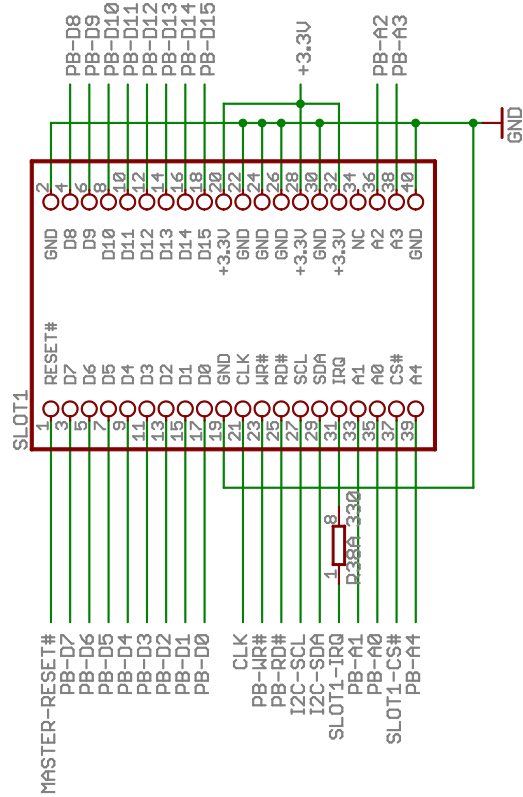 PB-D8
PB-D9
PB-D10
PB-D11
PB-D12
PB-D13
PB-D14
PB-D15
+3.3V
PB-A2
PB-A3
GND
2
4
6
8
10
12
14
16
18
20
22
24
26
28
30
32
34
36
38
40
GND
D8
D9
D10
D11
D12
D13
D14
D15
+3.3V
GND
GND
GND
+3.3V
GND
+3.3V
NC
A2
A3
GND
RESET#
D7
D6
D5
D4
D3
D2
D1
D0
GND
CLK
WR#
RD#
SCL
SDA
IRQ
A1
A0
CS#
A4
SLOT1
1
3
5
7
9
11
13
15
17
19
21
23
25
27
29
31
33
35
37
39
8
1
R38A 330
MASTER-RESET#
PB-D7
PB-D6
PB-D5
PB-D4
PB-D3
PB-D2
PB-D1
PB-D0
CLK
PB-WR#
PB-RD#
I2C-SCL
I2C-SDA
SLOT1-IRQ
PB-A1
PB-A0
SLOT1-CS#
PB-A4